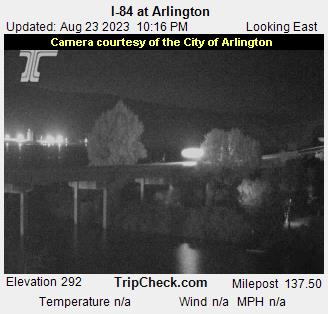 I-84 at Arlington
Updated: Aug 23 2023 10:16 PM Looking East
Camera courtesy of the City of Arlington
Elevation 292 TripCheck.com Milepost 137.50
Temperature n/a Wind n/a MPH n/a